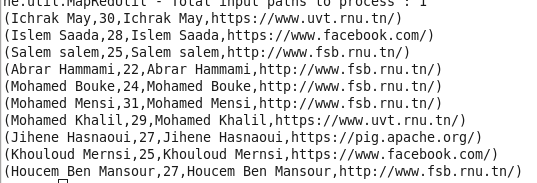 ne.util.MapRedUtil - Total input paths to process : 1
(Ichrak May,30,Ichrak May,https://www.uvt.rnu.tn/)
(Islem Saada,28,Islem Saada,https://www.facebook.com/)
(Salem salem,25,Salem salem,http://www.fsb.rnu.tn/)
(Abrar Hammami,22,Abrar Hammami,http://www.fsb.rnu.tn/)
(Mohamed Bouke,24,Mohamed Bouke,http://www.fsb.rnu.tn/)
(Mohamed Mensi,31,Mohamed Mensi,http://www.fsb.rnu.tn/)
(Mohamed Khalil,29,Mohamed Khalil,https://www.uvt.rnu.tn/)
(Jihene Hasnaoui,27,Jihene Hasnaoui,https://pig.apache.org/)
(Khouloud Mernsi,25,Khouloud Mernsi,https://www.facebook.com/)
(Houcem Ben Mansour,27,Houcem Ben Mansour,http://www.fsb.rnu.tn/)